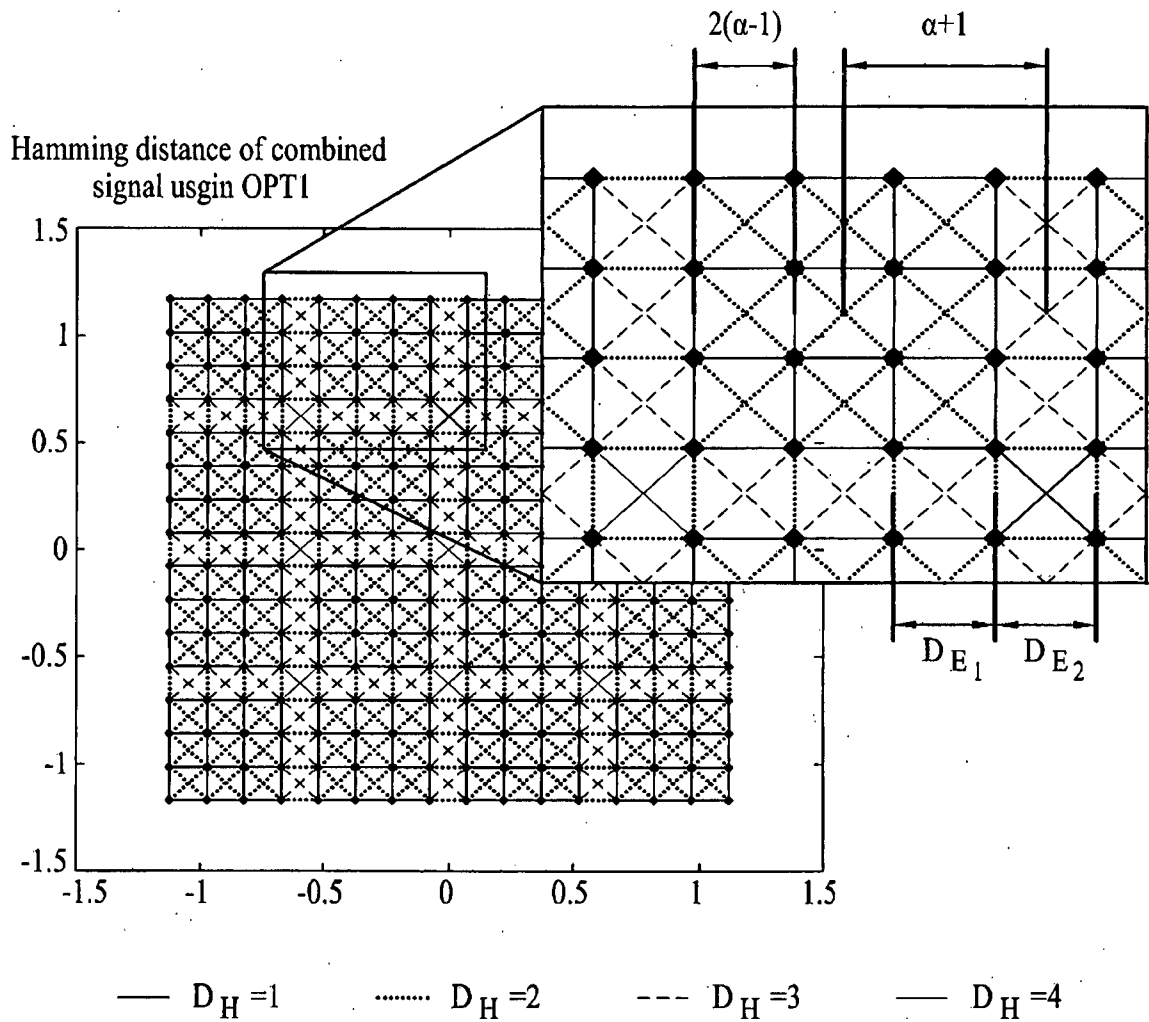 2(α-1)
α+1
Hamming distance of combined
signal usgin OPT1
1.5
1
0.5
0
-0.5
-1
-1.5
-1.5
-1
-0.5
0
0.5
1
1.5
D E1
D E2
D H =1
D H =2
D H =3
D H =4